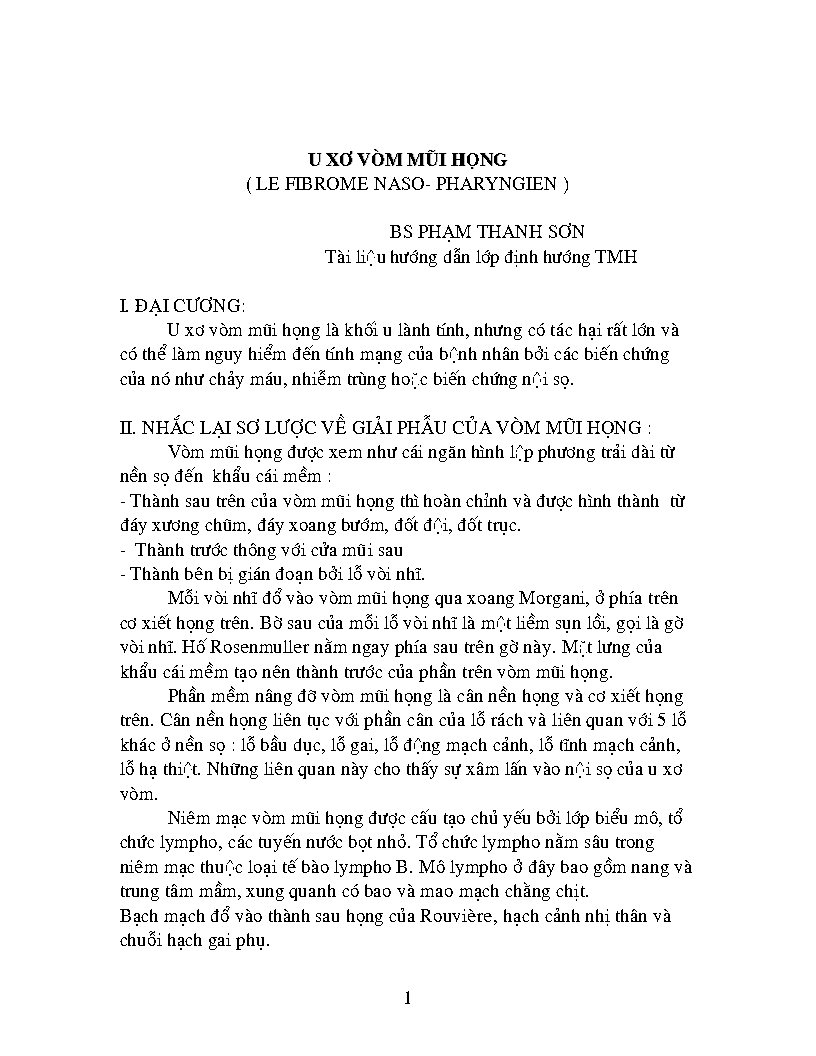 U XƠ VÒM MŨI HỌNG
( LE FIBROME NASO- PHARYNGIEN )
BS PHẠM THANH SƠN
Tài liệu hướng dẫn lớp định hướng TMH
I. ĐẠI CƯƠNG:
U xơ vòm mũi họng là khối u lành tính, nhưng có tác hại rất lớn và
có thể làm nguy hiểm đến tính mạng của bệnh nhân bởi các biến chứng
của nó như chảy máu, nhiễm trùng hoặc biến chứng nội sọ.
II. NHẮC LẠI SƠ LƯỢC VỀ GIẢI PHẪU CỦA VÒM MŨI HỌNG :
Vòm mũi họng được xem như cái ngăn hình lập phương trải dài từ
nền sọ đến khẩu cái mềm :
- Thành sau trên của vòm mũi họng thì hoàn chỉnh và được hình thành từ
đáy xương chũm, đáy xoang bướm, đốt đội, đốt trục.
- Thành trước thông với cửa mũi sau
- Thành bên bị gián đoạn bởi lỗ vòi nhĩ.
Mỗi vòi nhĩ đổ vào vòm mũi họng qua xoang Morgani, ở phía trên
cơ xiết họng trên. Bờ sau của mỗi lỗ vòi nhĩ là một liềm sụn lồi, gọi là gờ
vòi nhĩ. Hố Rosenmuller nằm ngay phía sau trên gờ này. Mặt lưng của
khẩu cái mềm tạo nên thành trước của phần trên vòm mũi họng.
Phần mềm nâng đỡ vòm mũi họng là cân nền họng và cơ xiết họng
trên. Cân nền họng liên tục với phần cân của lỗ rách và liên quan với 5 lỗ
khác ở nền sọ : lỗ bầu dục, lỗ gai, lỗ động mạch cảnh, lỗ tĩnh mạch cảnh,
lỗ hạ thiệt. Những liên quan này cho thấy sự xâm lấn vào nội sọ của u xơ
vòm.
Niêm mạc vòm mũi họng được cấu tạo chủ yếu bởi lớp biểu mô, tổ
chức lympho, các tuyến nước bọt nhỏ. Tổ chức lympho nằm sâu trong
niêm mạc thuộc loại tế bào lympho B. Mô lympho ở đây bao gồm nang và
trung tâm mầm, xung quanh có bao và mao mạch chằng chịt.
Bạch mạch đổ vào thành sau họng của Rouvière, hạch cảnh nhị thân và
chuỗi hạch gai phụ.
1